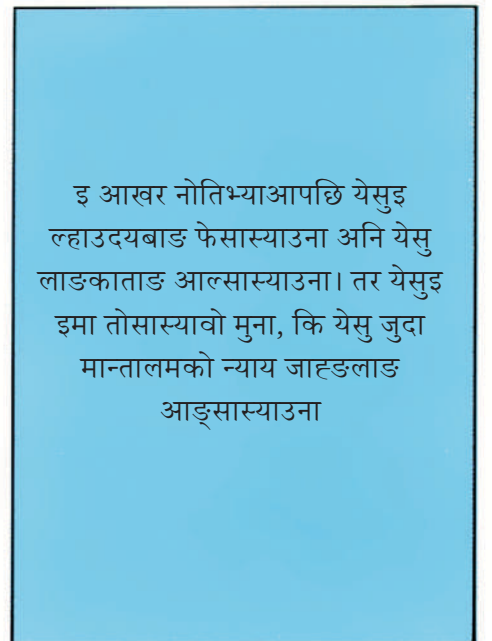 इ आखर नोतिभ्याआपछि येसुइ
ल्हाउदयबाङ फेसास्याउना अनि येसु
लाङकाताङ आल्सास्याउना। तर येसुइ
इमा तोसास्यावो मुना, कि येसु जुदा
मान्तालमको न्याय जाह्ङलाङ
आङ्सास्याउना